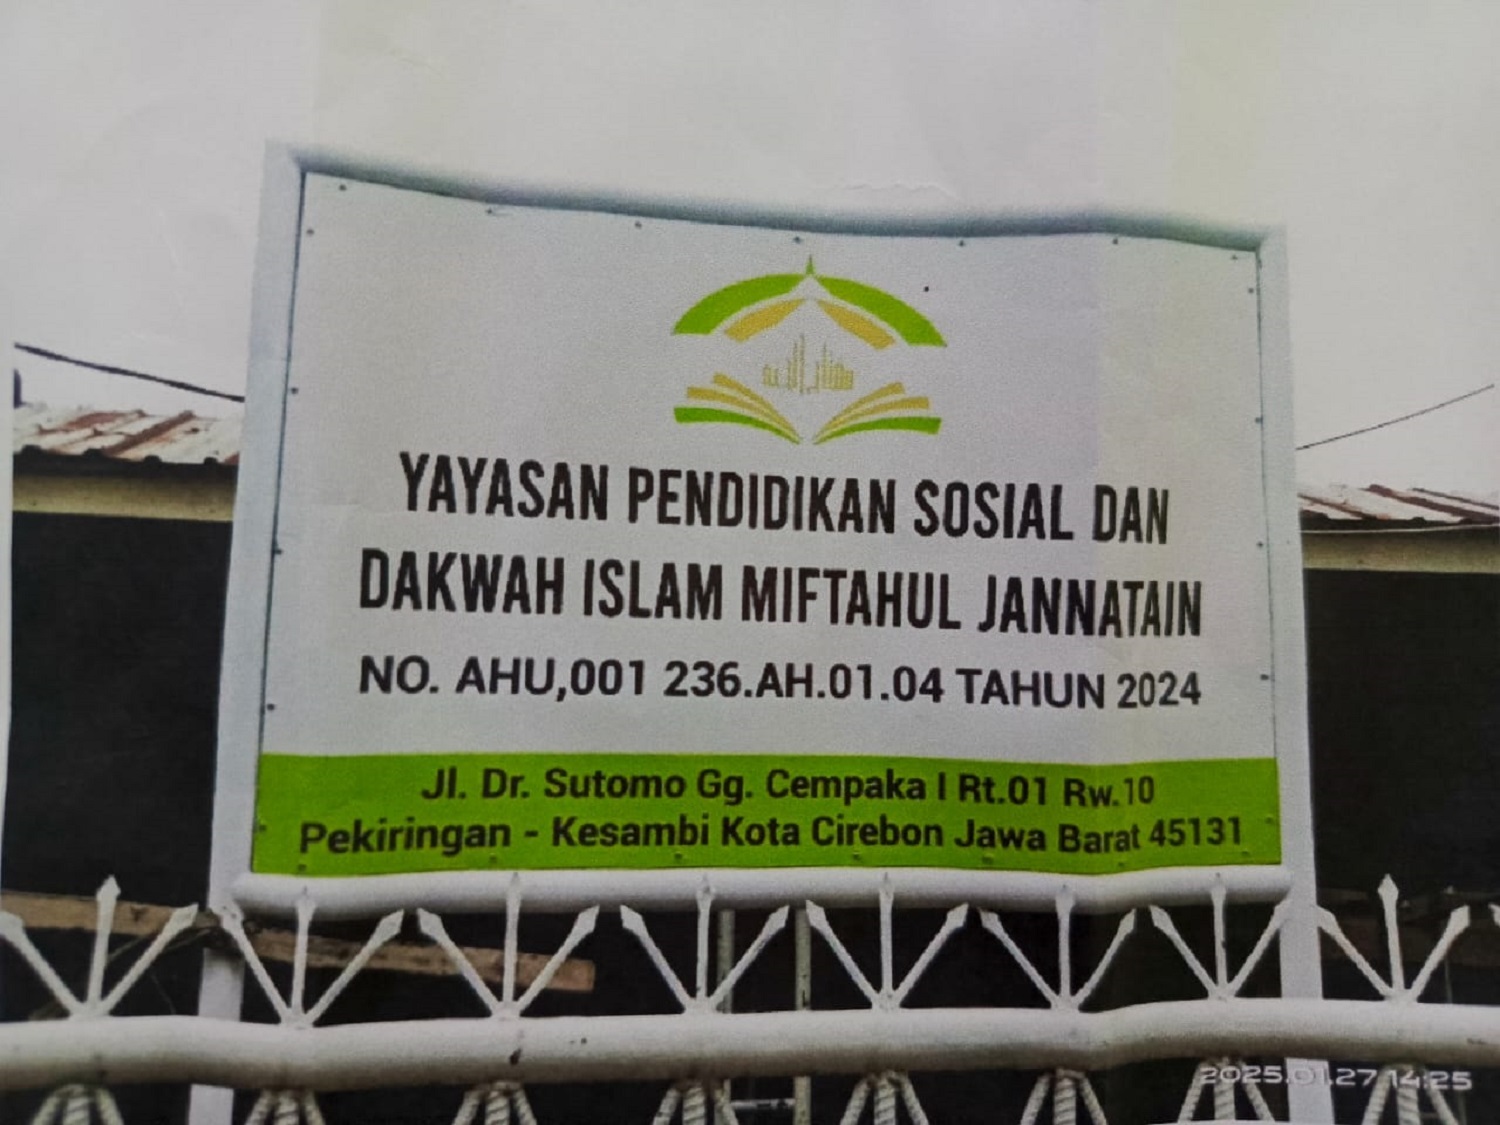 YAYASAN PENDIDIKAN SOSIAL DAN
DAKWAH ISLAM MIFTAHUL JANNATAIN
NO. AHU,001 236.AH.01.04 TAHUN 2024
Jl. Dr. Sutomo Gg. Cempaka I Rt.01 Rw.10
Pekiringan - Kesambi Kota Cirebon Jawa Barat 45131
2025.01.27 14:25